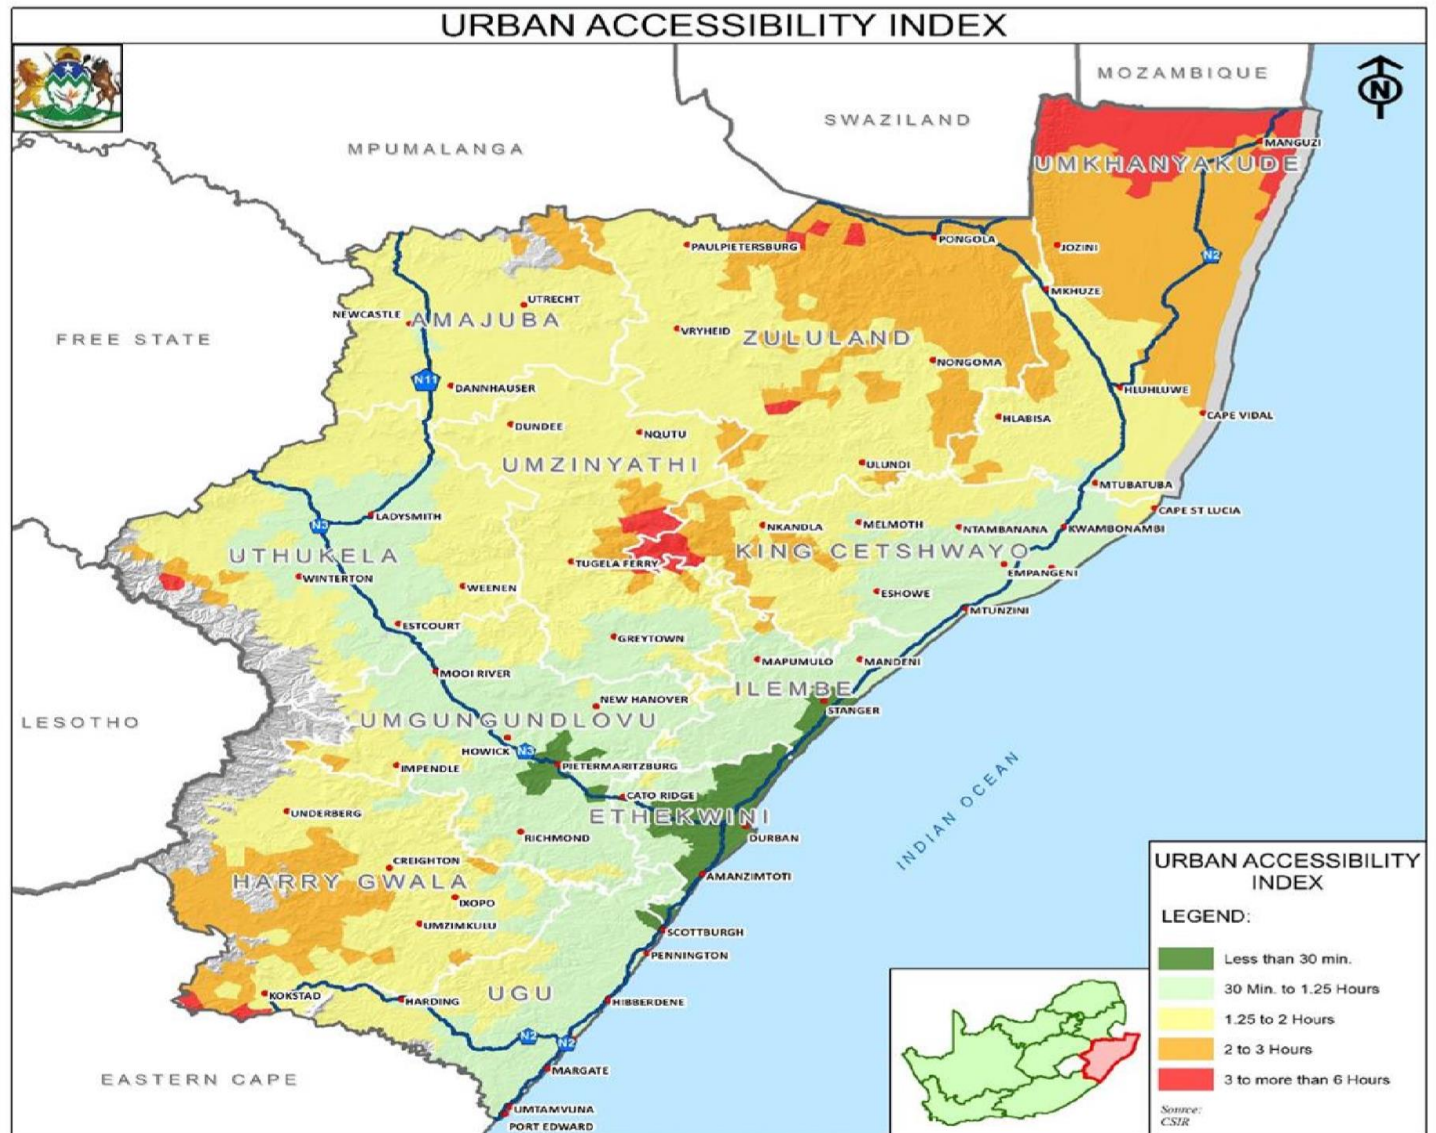 URBAN ACCESSIBILITY INDEX
MOZAMBIQUE
N
SWAZILAND
MPUMALANGA
MANGUZI
UMKHANYAKUDE
PAULPIETERSBURG
PONGOLA
JOZINI
N2
MKHUZE
UTRECHT
NEWCASTLE
AMAJUBA
VRYHEID
ZULULAND
FREE STATE
NONGOMA
N11
DANNHAUSER
HLUHLUWE
HLABISA
CAPE VIDAL
DUNDEE
NQUTU
UMZINYATHI
ULUNDI
MTUBATUBA
CAPE ST LUCIA
LADYSMITH
N3
NKANDLA
MELMOTH
NTAMBANANA
KWAMBONAMBI
UTHUKELA
KING CETSHWAYO
TUGELA FERRY
EMPANGENI
WINTERTON
WEENEN
ESHOWE
MTUNZINI
ESTCOURT
GREYTOWN
MAPUMULO
MANDENI
MOOI RIVER
ILEMBE
NEW HANOVER
STANGER
LESOTHO
UMGUNGUNDLOVU
HOWICK
N3
PIETERMARITZBURG
IMPENDLE
CATO RIDGE
ETHEKWINI
INDIAN OCEAN
UNDERBERG
RICHMOND
DURBAN
CREIGHTON
HARRY GWALA
AMANZIMTOTI
IXOPO
UMZIMKULU
SCOTTBURGH
PENNINGTON
KOKSTAD
HARDING
UGU
HIBBERDENE
N2
N2
MARGATE
EASTERN CAPE
UMTAMVUNA
PORT EDWARD
URBAN ACCESSIBILITY
INDEX
LEGEND:
Less than 30 min.
30 Min. to 1.25 Hours
1.25 to 2 Hours
2 to 3 Hours
3 to more than 6 Hours
Source:
CSIR